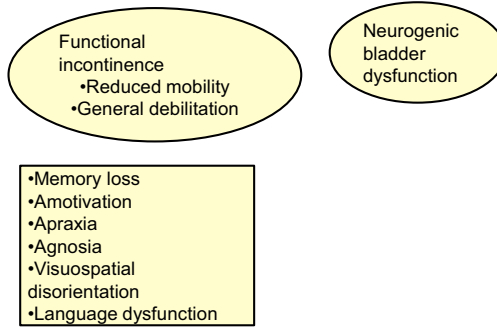 Functional
incontinence
•Reduced mobility
•General debilitation
Neurogenic
bladder
dysfunction
•Memory loss
•Amotivation
•Apraxia
•Agnosia
•Visuospatial
disorientation
•Language dysfunction